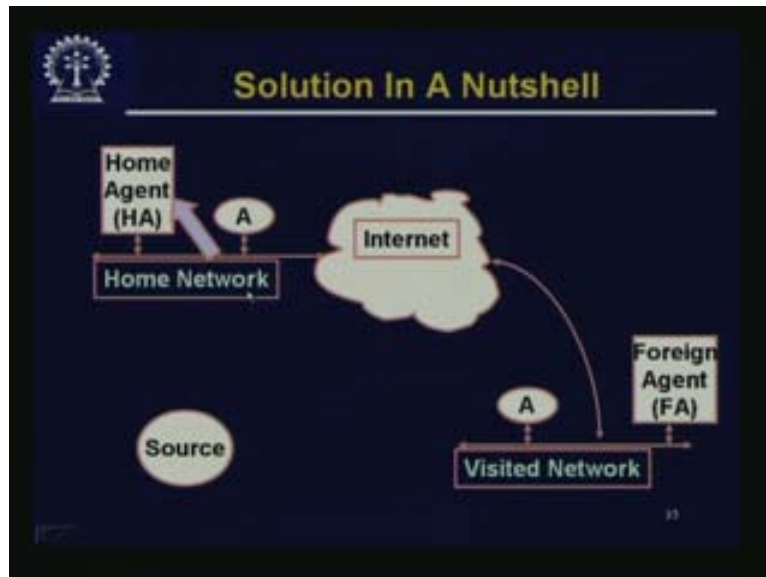 Solution In A Nutshell
Home
Agent
(HA)
A
Internet
Home Network
Foreign
Agent
(FA)
A
Source
Visited Network